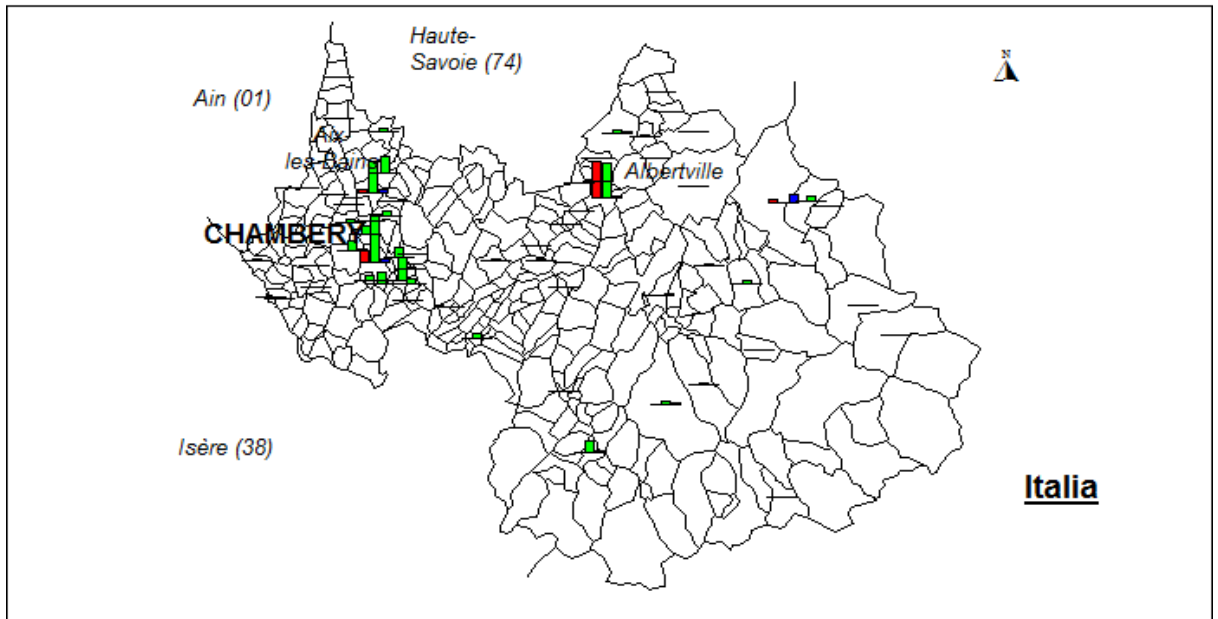 Haute-
Savoie (74)
N
Ain (01)
Aix-
les-Bains
Albertville
CHAMBERY
Isère (38)
Italia